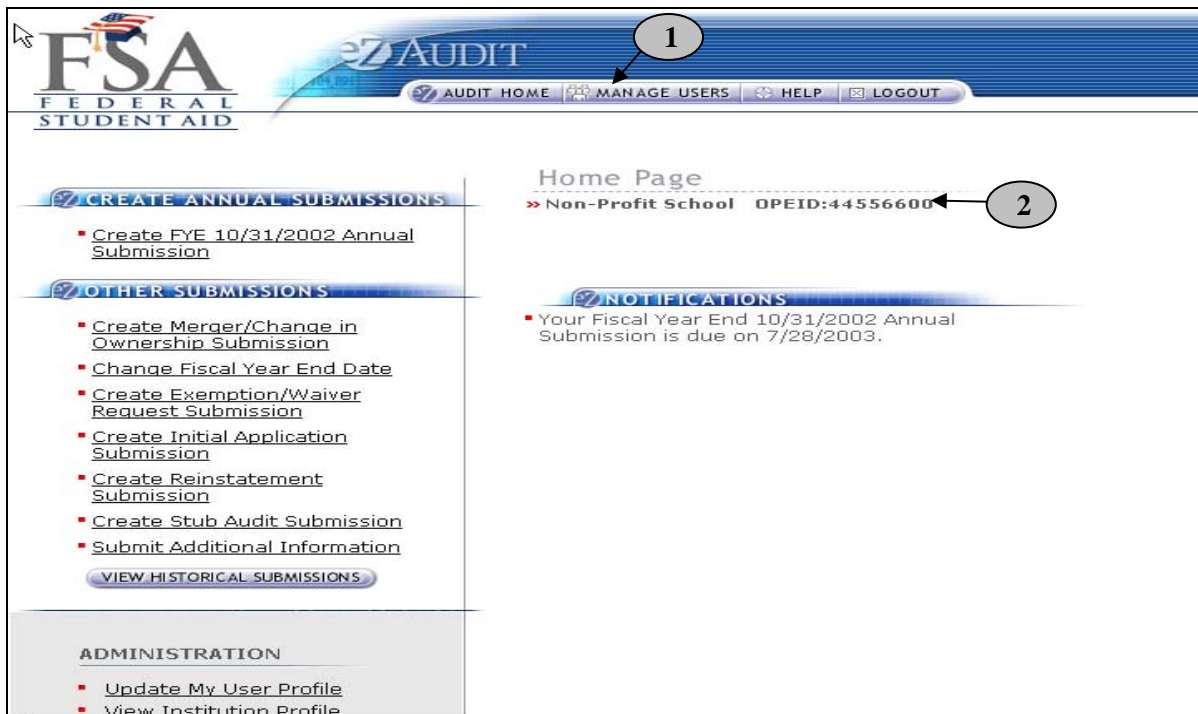 FSA
FEDERAL
STUDENT AID
eZ AUDIT
1
eZ AUDIT HOME MANAGE USERS HELP LOGOUT
eZ CREATE ANNUAL SUBMISSIONS
Create FYE 10/31/2002 Annual
Submission
eZ OTHER SUBMISSIONS
Create Merger/Change in
Ownership Submission
Change Fiscal Year End Date
Create Exemption/Waiver
Request Submission
Create Initial Application
Submission
Create Reinstatement
Submission
Create Stub Audit Submission
Submit Additional Information
VIEW HISTORICAL SUBMISSIONS
ADMINISTRATION
Update My User Profile
View Institution Profile
Home Page
» Non-Profit School OPEID:44556600
2
eZ NOTIFICATIONS
Your Fiscal Year End 10/31/2002 Annual
Submission is due on 7/28/2003.